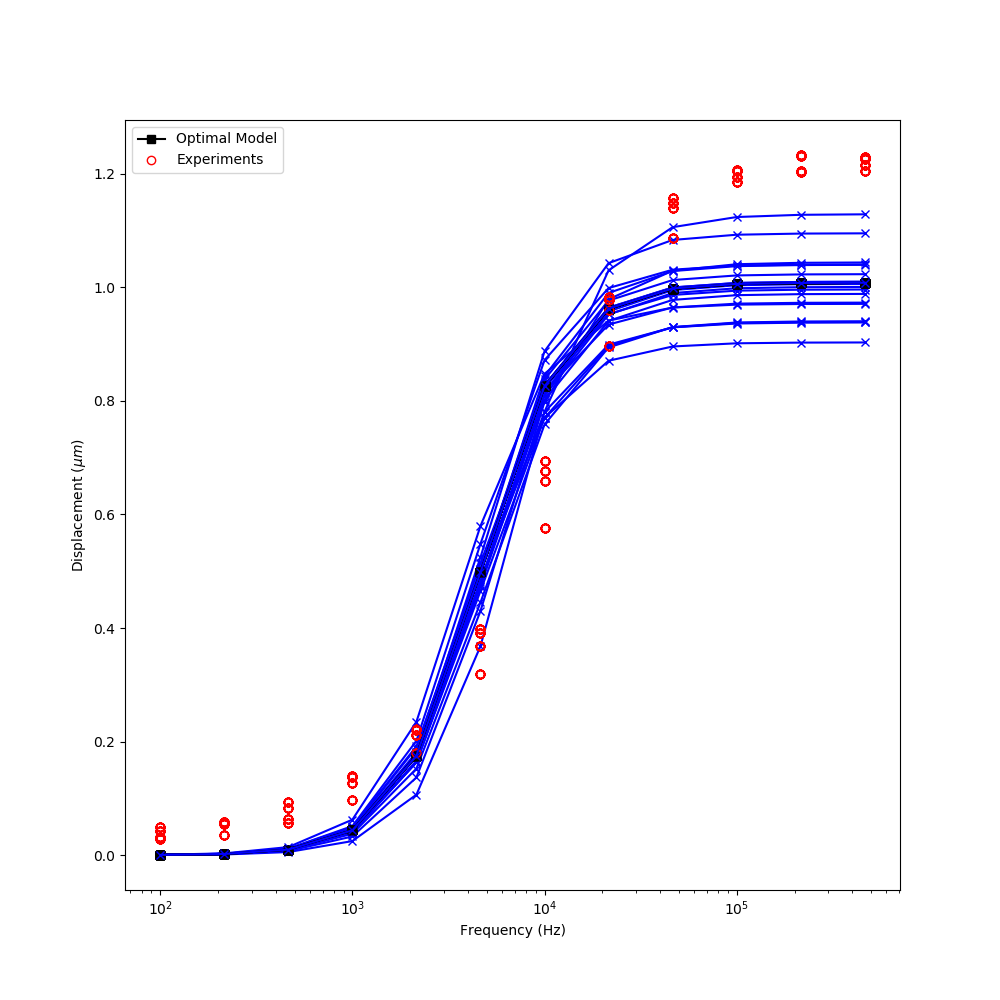 Optimal Model
Experiments
1.2
1.0
0.8
0.6
0.4
0.2
0.0
Displacement (μm)
10²
10³
10⁴
10⁵
Frequency (Hz)